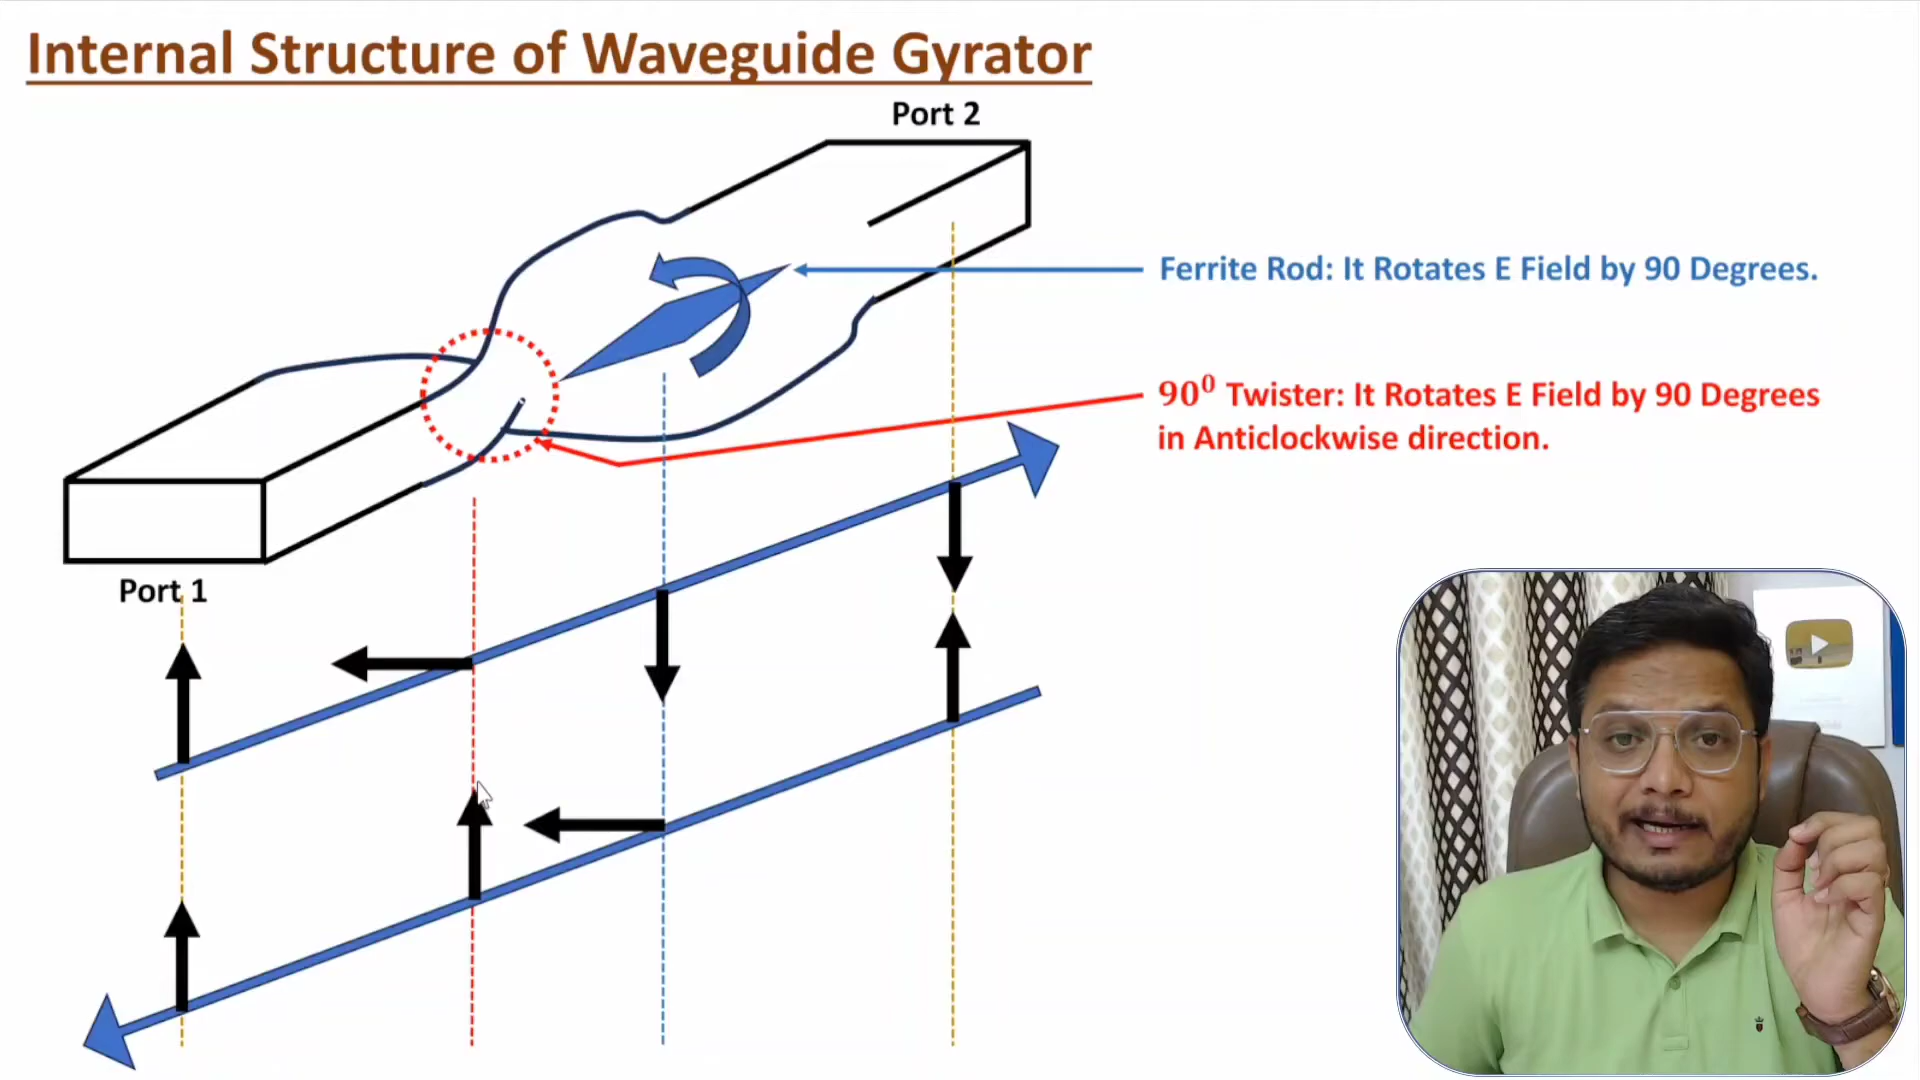 Internal Structure of Waveguide Gyrator
Port 2
Ferrite Rod: It Rotates E Field by 90 Degrees.
90⁰ Twister: It Rotates E Field by 90 Degrees
in Anticlockwise direction.
Port 1